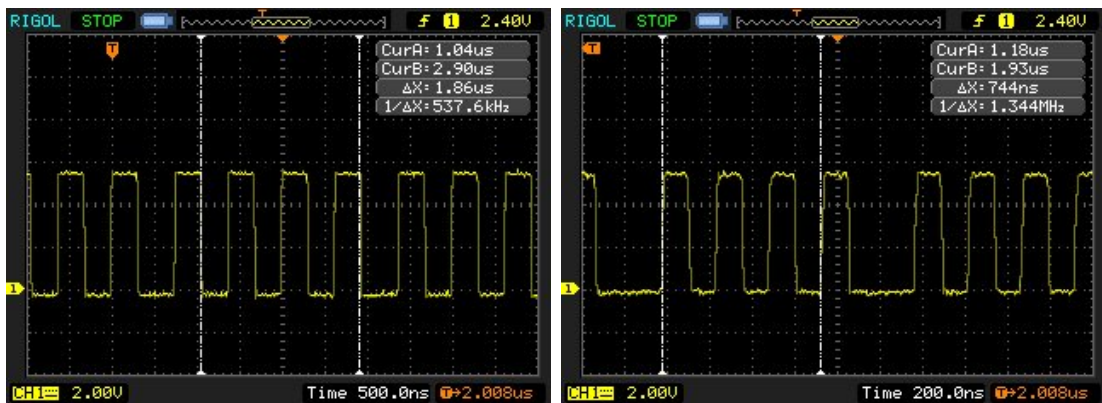 RIGOL STOP T ƒ 1 2.40V
T
CurA: 1.04us
CurB: 2.90us
ΔX: 1.86us
1/ΔX: 537.6kHz
1
CH1 2.00V Time 500.0ns T→2.008us
RIGOL STOP T ƒ 1 2.40V
T
CurA: 1.18us
CurB: 1.93us
ΔX: 744ns
1/ΔX: 1.344MHz
1
CH1 2.00V Time 200.0ns T→2.008us